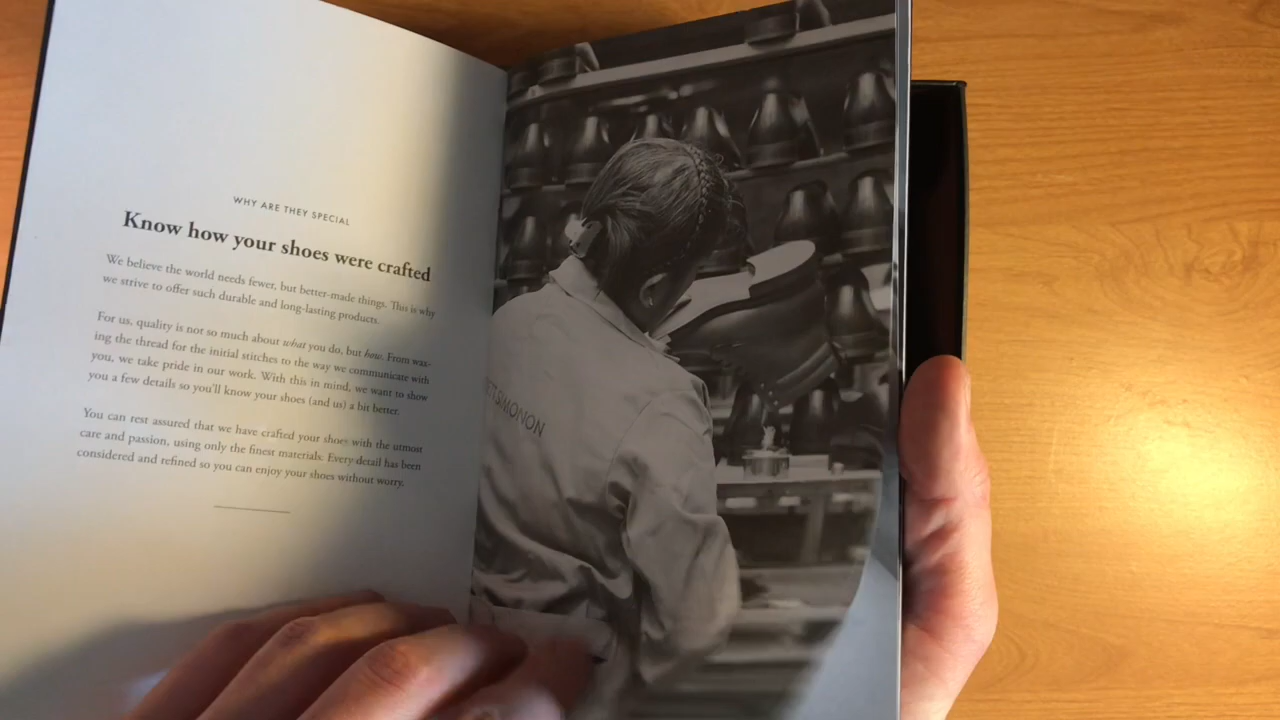 WHY ARE THEY SPECIAL
Know how your shoes were crafted
We believe the world needs fewer, but better-made things. This is why
we strive to offer such durable and long-lasting products.
For us, quality is not so much about what you do, but how. From wax-
ing the thread for the initial stitches to the way we communicate with
you, we take pride in our work. With this in mind, we want to show
you a few details so you'll know your shoes (and us) a bit better.
You can rest assured that we have crafted your shoes with the utmost
care and passion, using only the finest materials. Every detail has been
considered and refined so you can enjoy your shoes without worry.